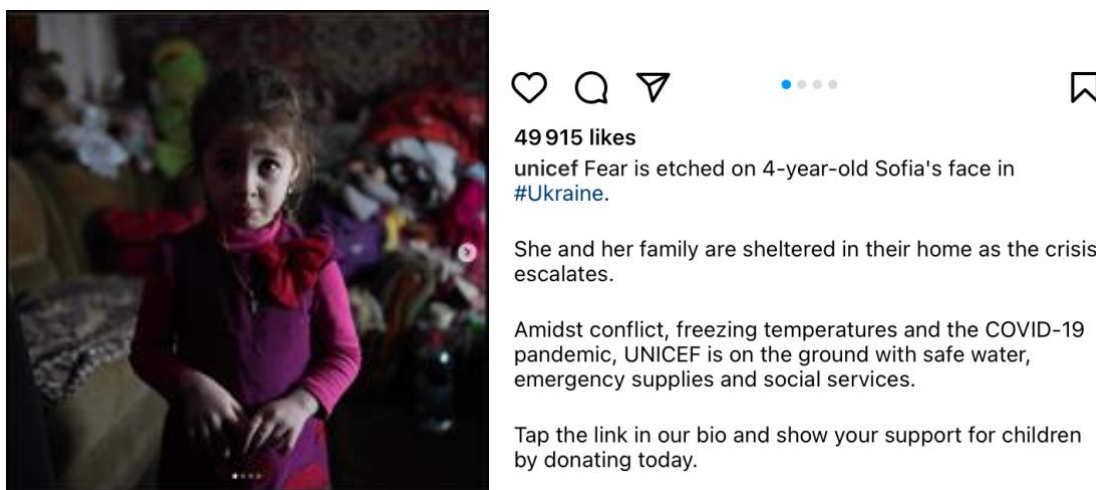 49 915 likes
unicef Fear is etched on 4-year-old Sofia's face in
#Ukraine.
She and her family are sheltered in their home as the crisis
escalates.
Amidst conflict, freezing temperatures and the COVID-19
pandemic, UNICEF is on the ground with safe water,
emergency supplies and social services.
Tap the link in our bio and show your support for children
by donating today.